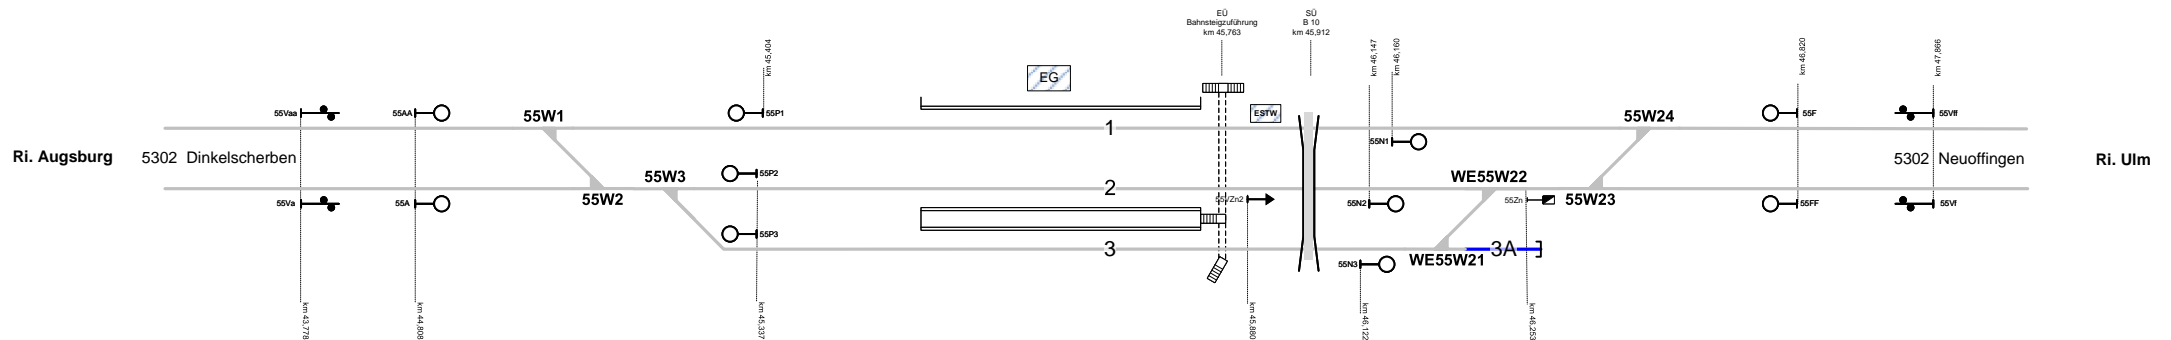 EÜ
Bahnsteigzuführung
km 45,763
SÜ
B 10
km 45,912
km 45,404
km 46,147
km 46,160
km 46,820
km 47,866
EG
ESTW
55Vaa
55AA
55W1
55P1
55W24
55F
55Vff
1
55N1
Ri. Augsburg
5302 Dinkelscherben
5302 Neuoffingen
Ri. Ulm
55W3
55P2
WE55W22
2
55W2
55VZn2
55Zn
55W23
55Va
55A
55N2
55FF
55Vf
55P3
3
3A
WE55W21
55N3
km 43,778
km 44,808
km 45,337
km 45,880
km 46,122
km 46,253